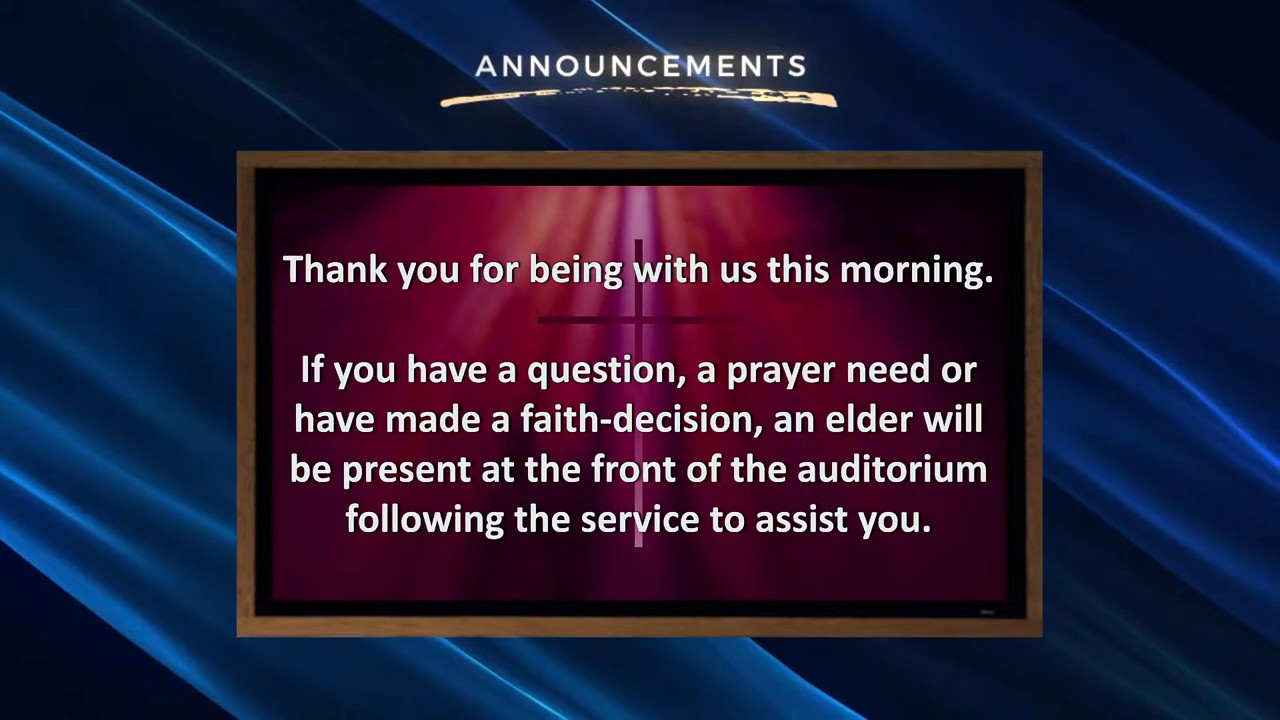 ANNOUNCEMENTS
Thank you for being with us this morning.
If you have a question, a prayer need or
have made a faith-decision, an elder will
be present at the front of the auditorium
following the service to assist you.